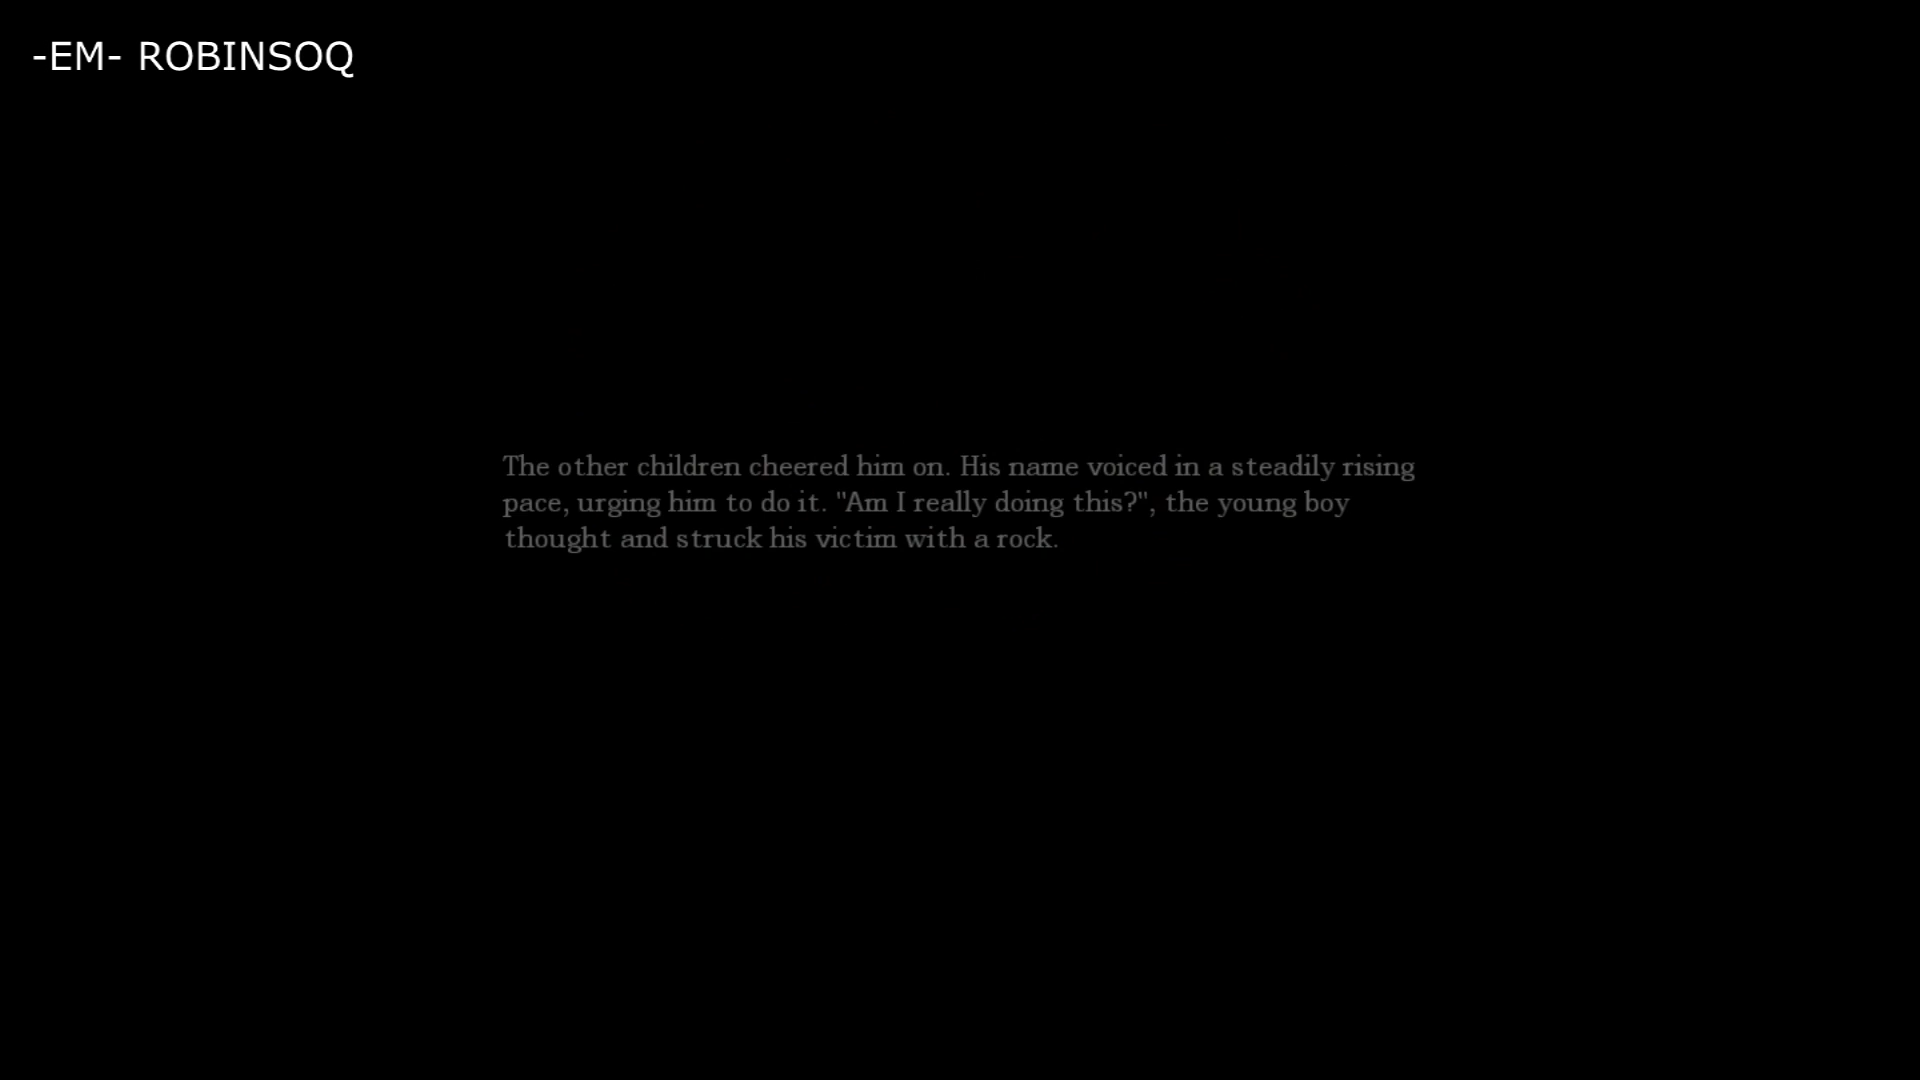 -EM- ROBINSOQ
The other children cheered him on. His name voiced in a steadily rising
pace, urging him to do it. "Am I really doing this?", the young boy
thought and struck his victim with a rock.